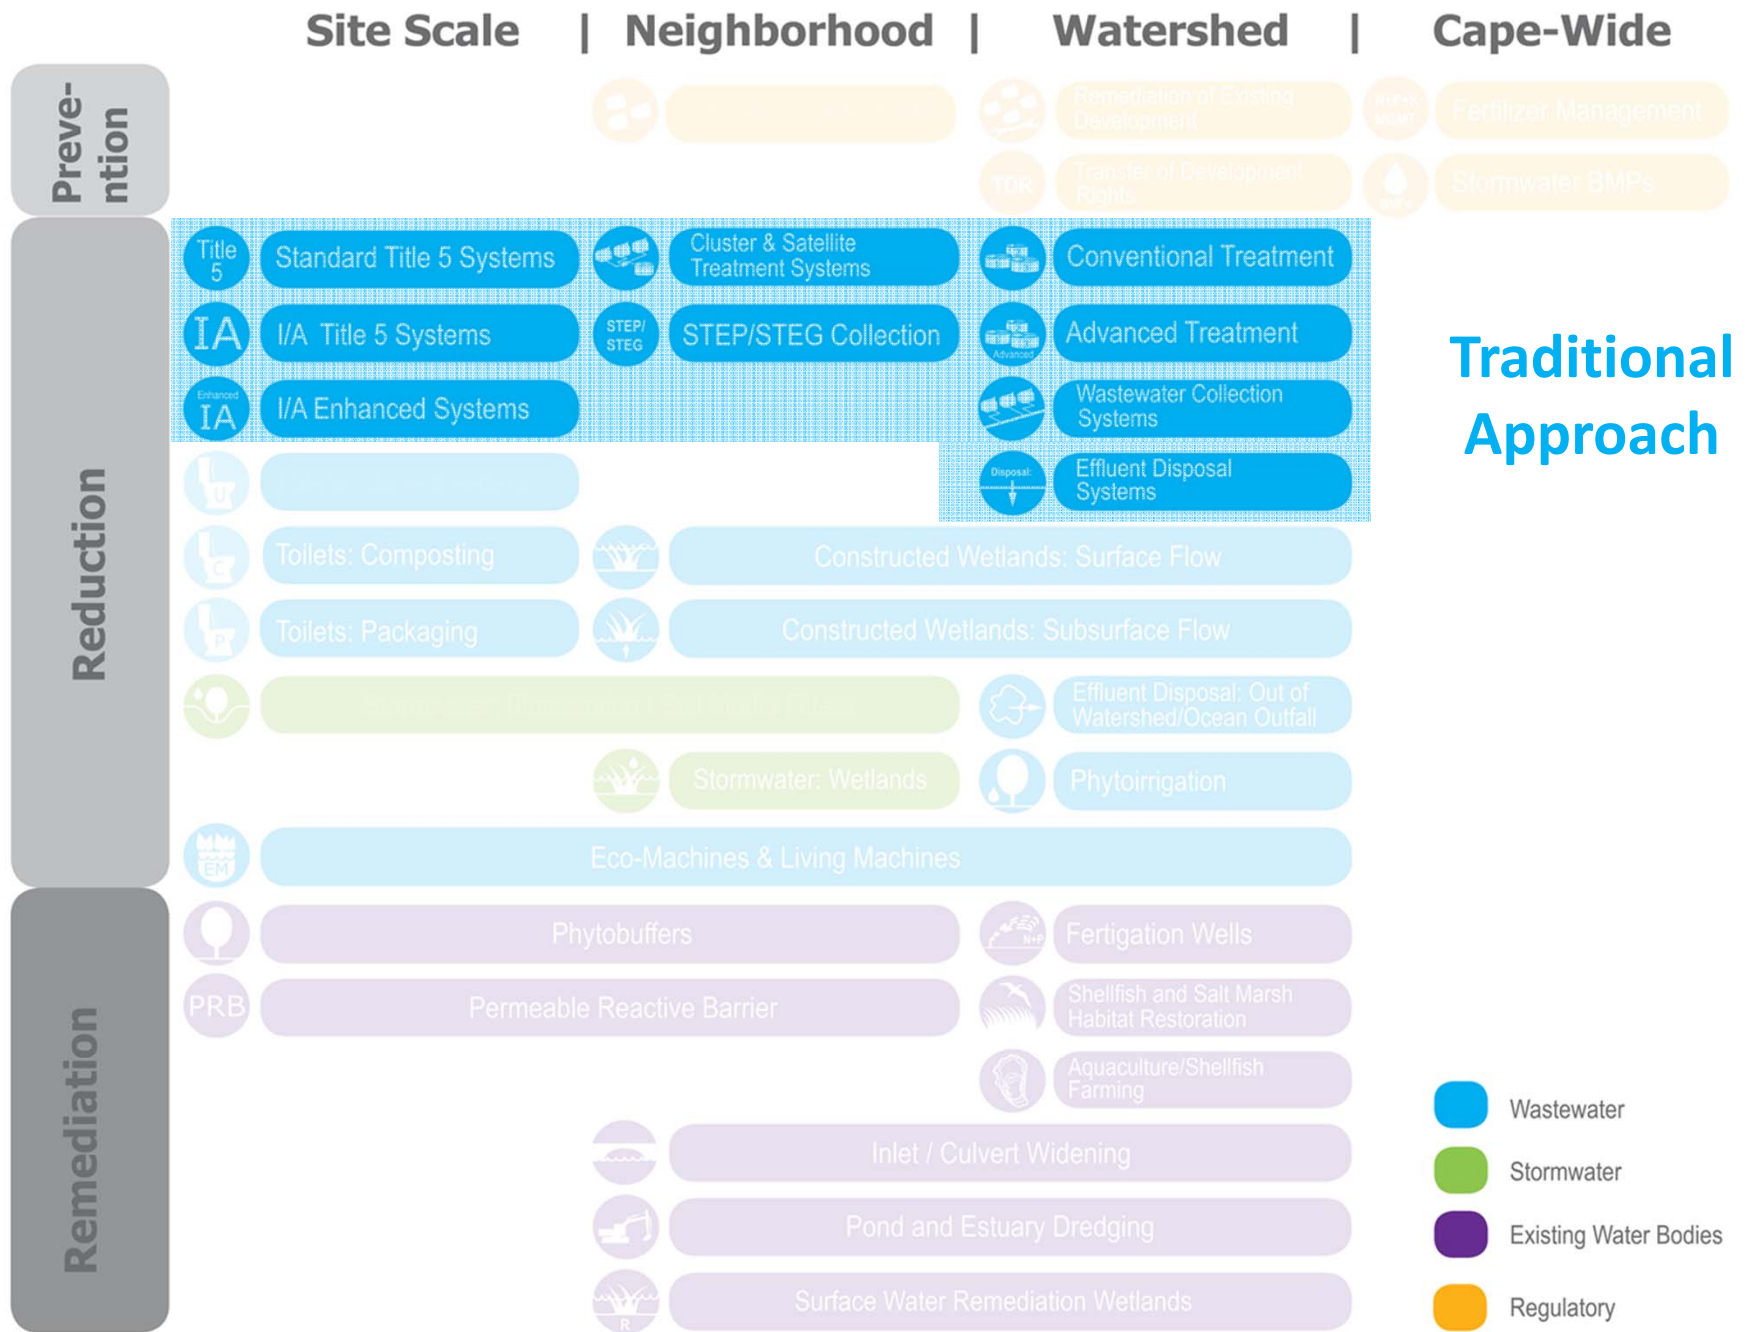 Site Scale | Neighborhood | Watershed | Cape-Wide
Preve-
ntion
Remediation of Existing
Development
Fertilizer Management
TDR
Transfer of Development
Rights
Stormwater BMPs
Reduction
Title
5
Standard Title 5 Systems
Cluster & Satellite
Treatment Systems
Conventional Treatment
IA
I/A Title 5 Systems
STEP/
STEG
STEP/STEG Collection
Advanced
Advanced Treatment
Traditional
Approach
Enhanced
IA
I/A Enhanced Systems
Wastewater Collection
Systems
U
Disposal:
Effluent Disposal
Systems
C
Toilets: Composting
Constructed Wetlands: Surface Flow
P
Toilets: Packaging
Constructed Wetlands: Subsurface Flow
Effluent Disposal: Out of
Watershed/Ocean Outfall
Stormwater: Wetlands
Phytoirrigation
EM
Eco-Machines & Living Machines
Remediation
Phytobuffers
N+P
Fertigation Wells
PRB
Permeable Reactive Barrier
Shellfish and Salt Marsh
Habitat Restoration
Aquaculture/Shellfish
Farming
Inlet / Culvert Widening
Pond and Estuary Dredging
R
Surface Water Remediation Wetlands
Wastewater
Stormwater
Existing Water Bodies
Regulatory